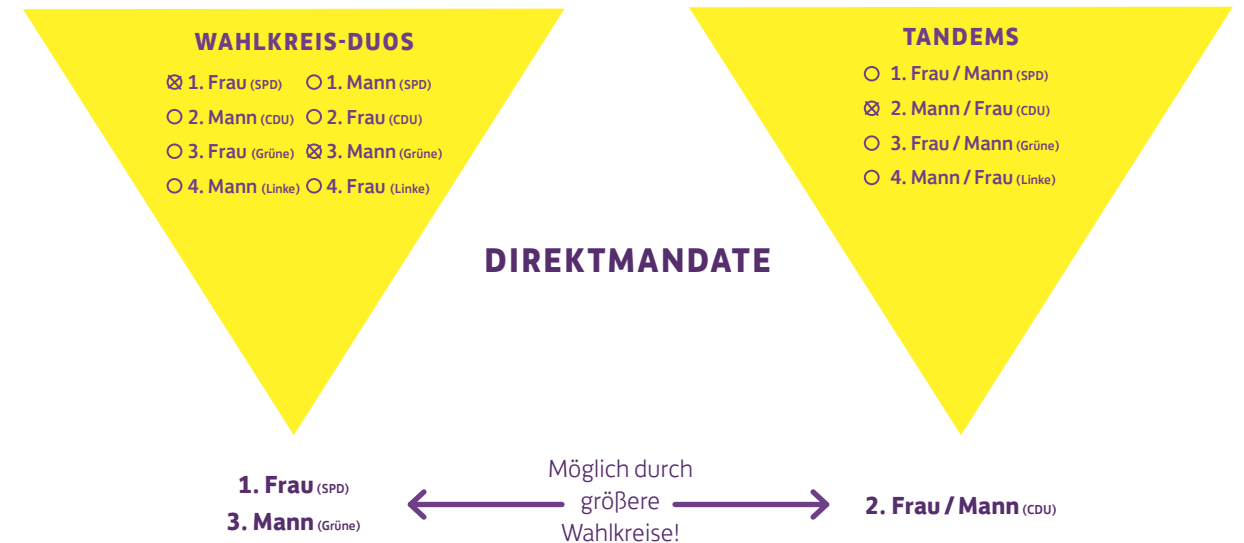 WAHLKREIS-DUOS
1. Frau (SPD) 1. Mann (SPD)
2. Mann (CDU) 2. Frau (CDU)
3. Frau (Grüne) 3. Mann (Grüne)
4. Mann (Linke) 4. Frau (Linke)
TANDEMS
1. Frau / Mann (SPD)
2. Mann / Frau (CDU)
3. Frau / Mann (Grüne)
4. Mann / Frau (Linke)
DIREKTMANDATE
1. Frau (SPD)
3. Mann (Grüne)
Möglich durch
größere
Wahlkreise!
2. Frau / Mann (CDU)